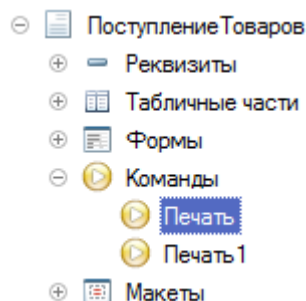 ПоступлениеТоваров
Реквизиты
Табличные части
Формы
Команды
Печать
Печать1
Макеты